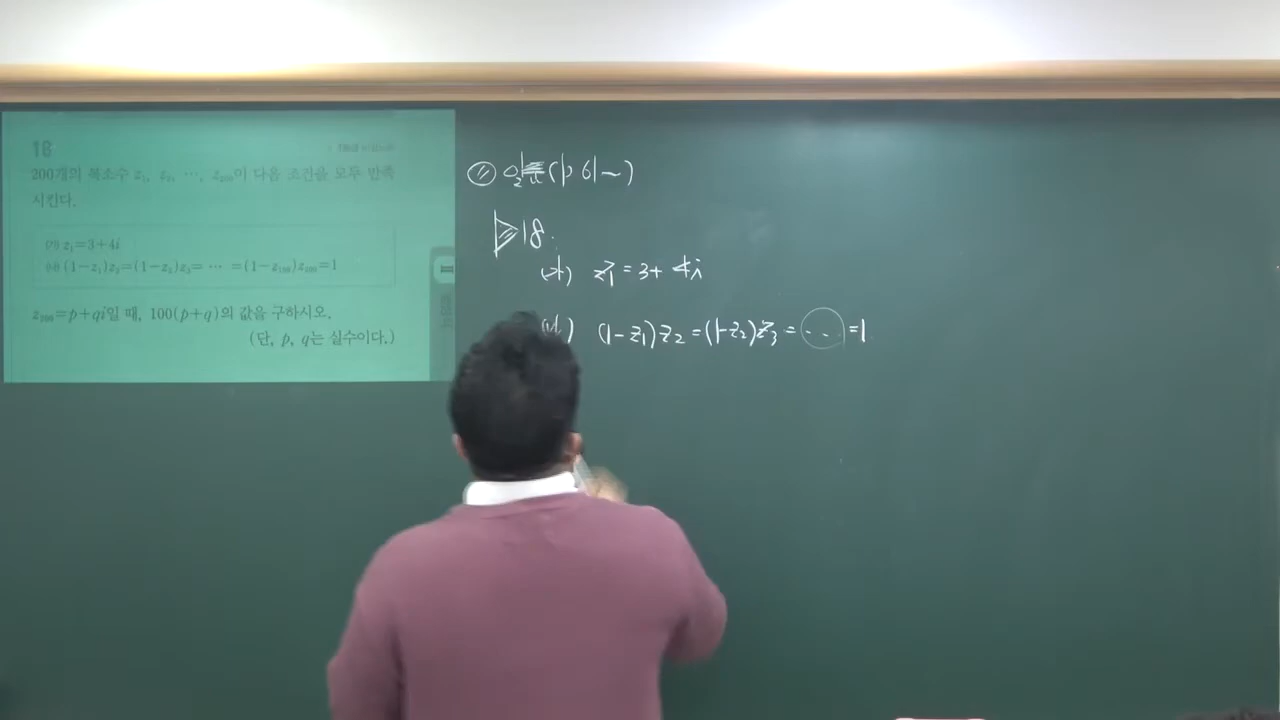 18
200개의 복소수 z₁, z₂, ⋯, z₂₀₀이 다음 조건을 모두 만족
시킨다.
(가) z₁=3+4i
(나) (1-z₁)z₂=(1-z₂)z₃= ⋯ =(1-z₁₉₉)z₂₀₀=1
z₂₀₀=p+qi일 때, 100(p+q)의 값을 구하시오.
(단, p, q는 실수이다.)
(p 61~)
18.
(가) z₁ = 3+ 4i
(나) (1-z₁)z₂ = (1-z₂)z₃ = ... =1